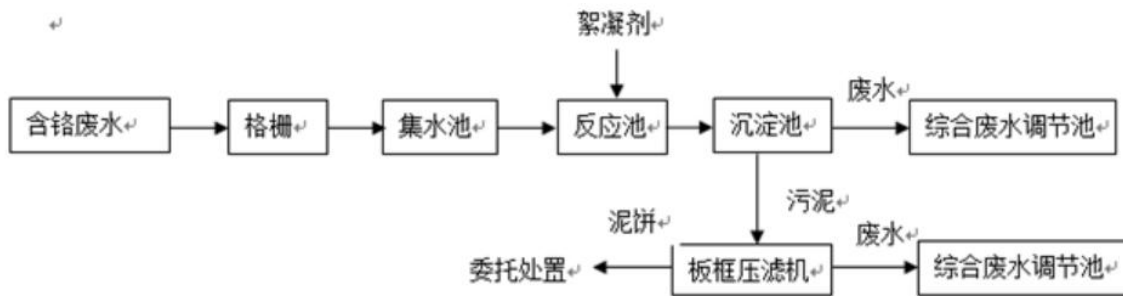 絮凝剂
含铬废水
格栅
集水池
反应池
沉淀池
废水
综合废水调节池
污泥
泥饼
委托处置
板框压滤机
废水
综合废水调节池